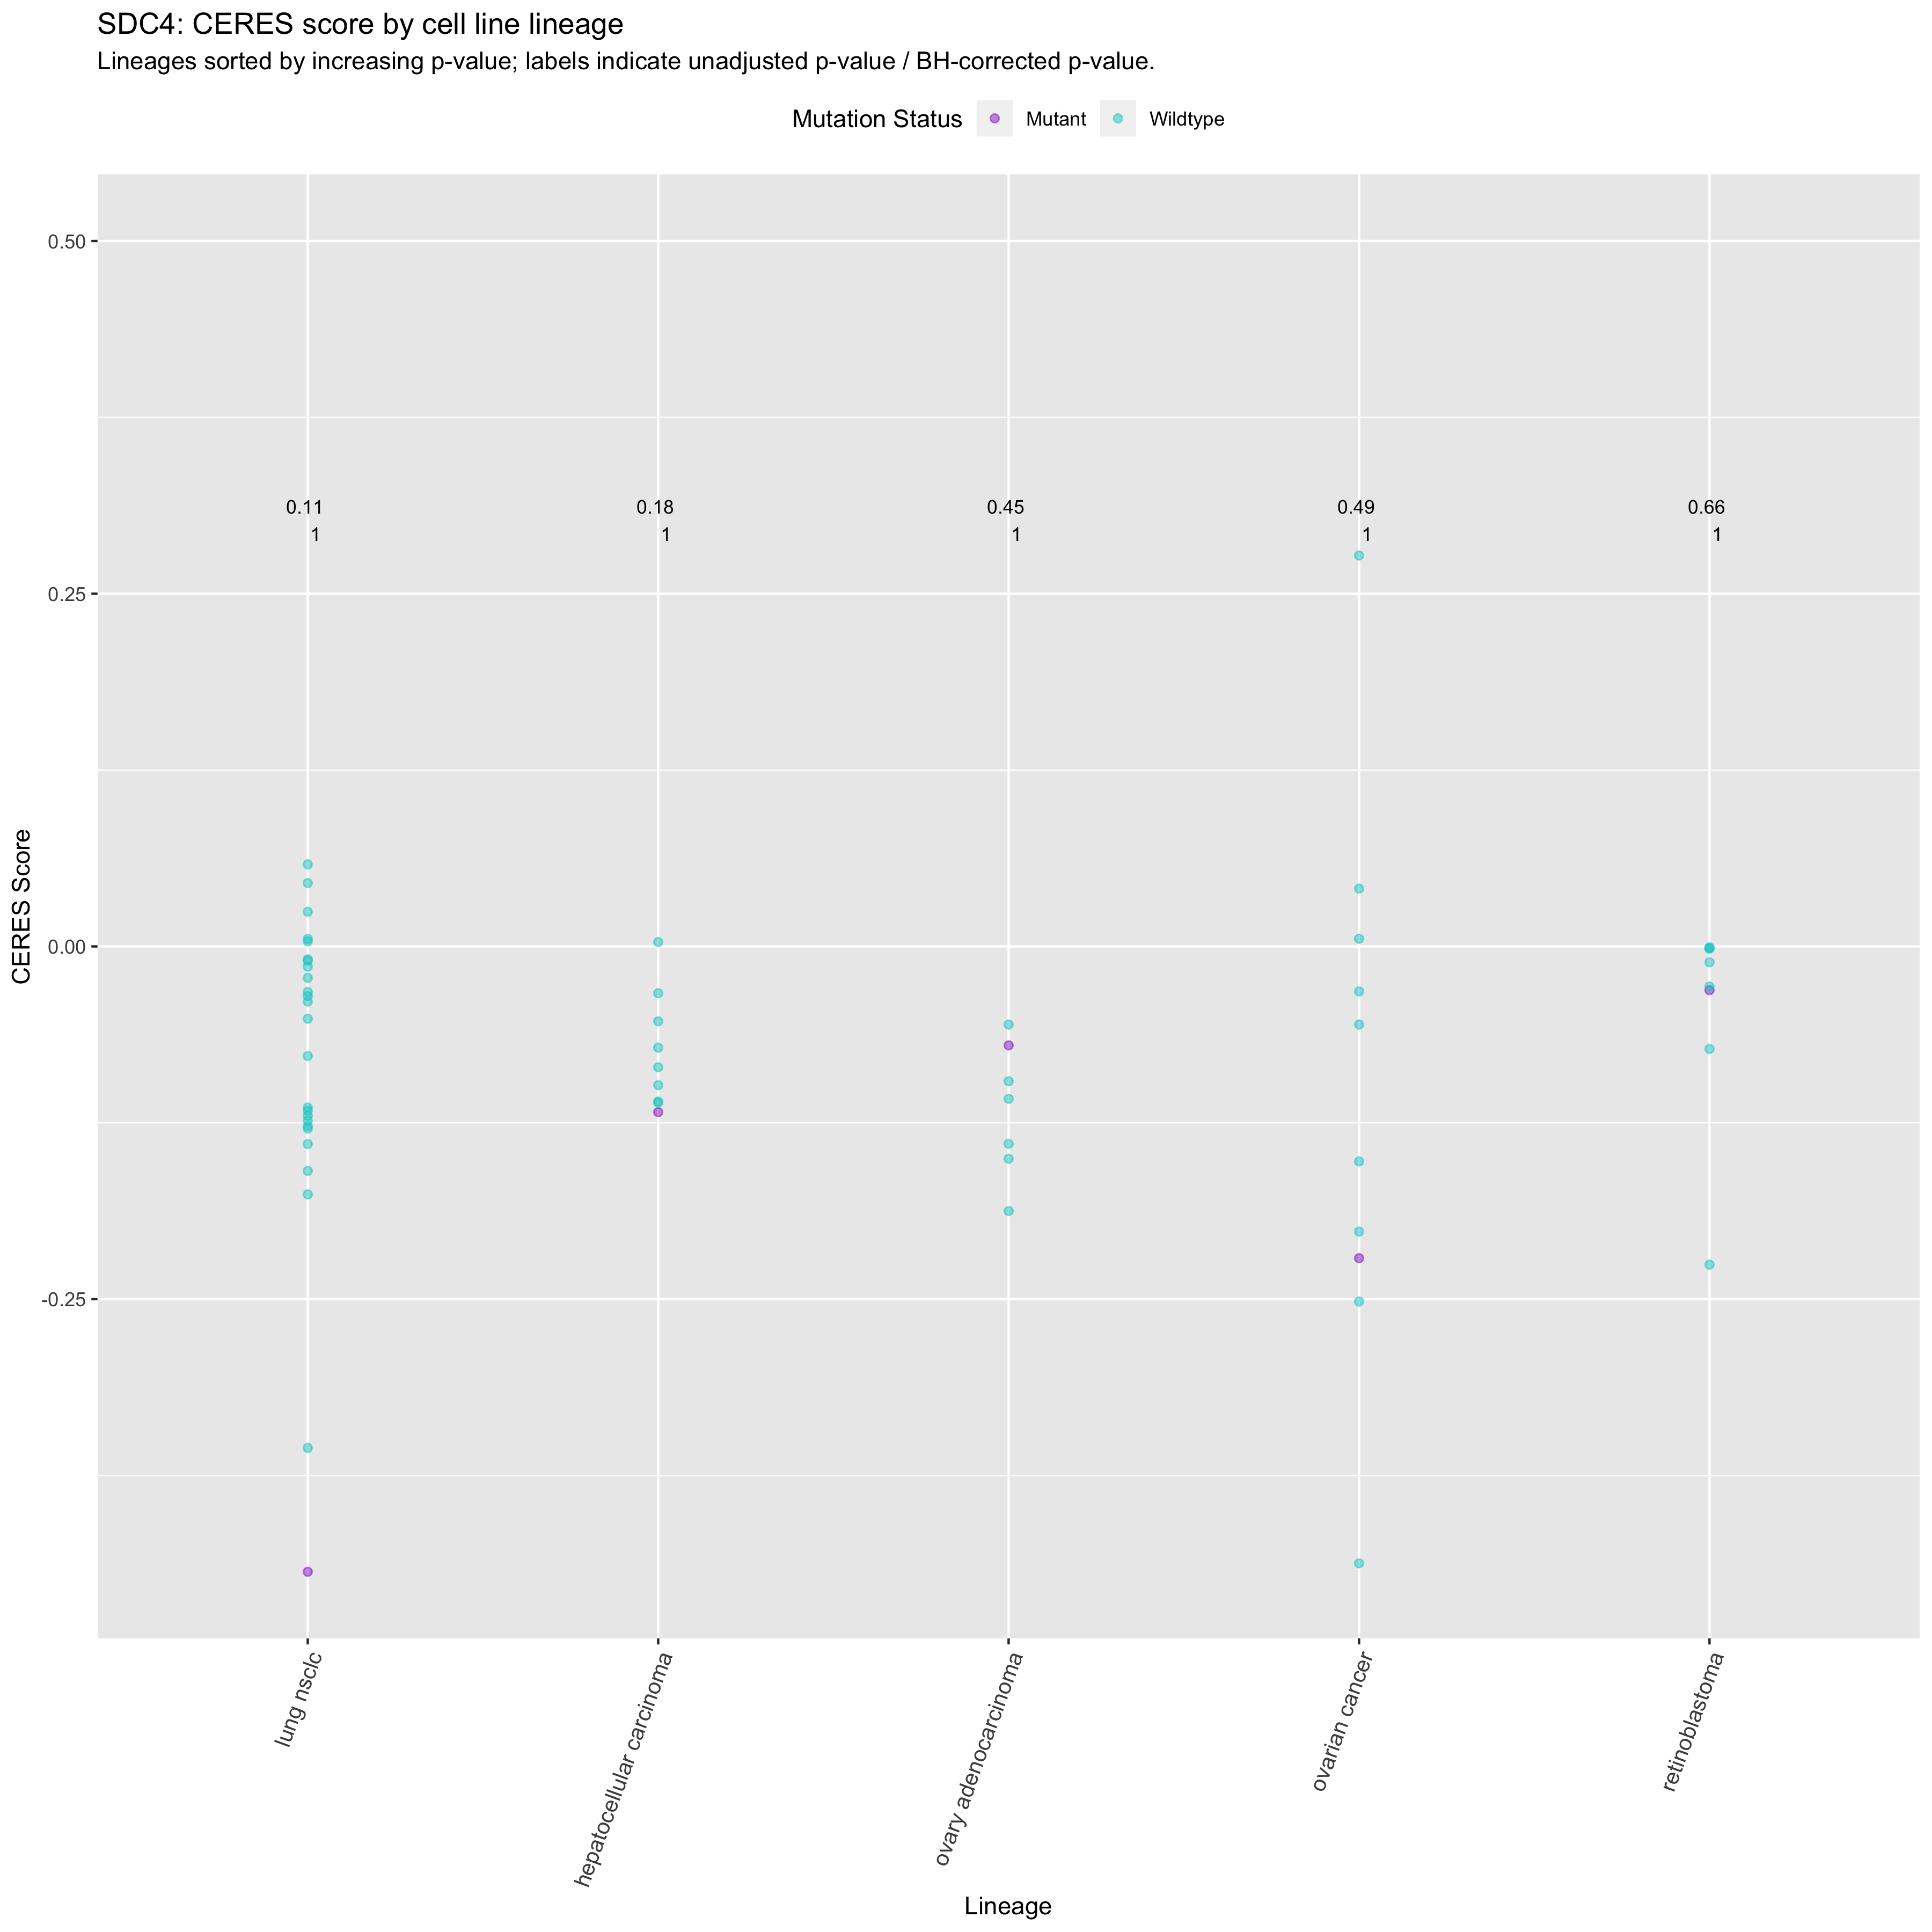 SDC4: CERES score by cell line lineage
Lineages sorted by increasing p-value; labels indicate unadjusted p-value / BH-corrected p-value.
Mutation Status Mutant Wildtype
0.50
0.11 0.18 0.45 0.49 0.66
1 1 1 1 1
0.25
CERES Score
0.00
-0.25
lung nsclc
hepatocellular carcinoma
ovary adenocarcinoma
ovarian cancer
retinoblastoma
Lineage